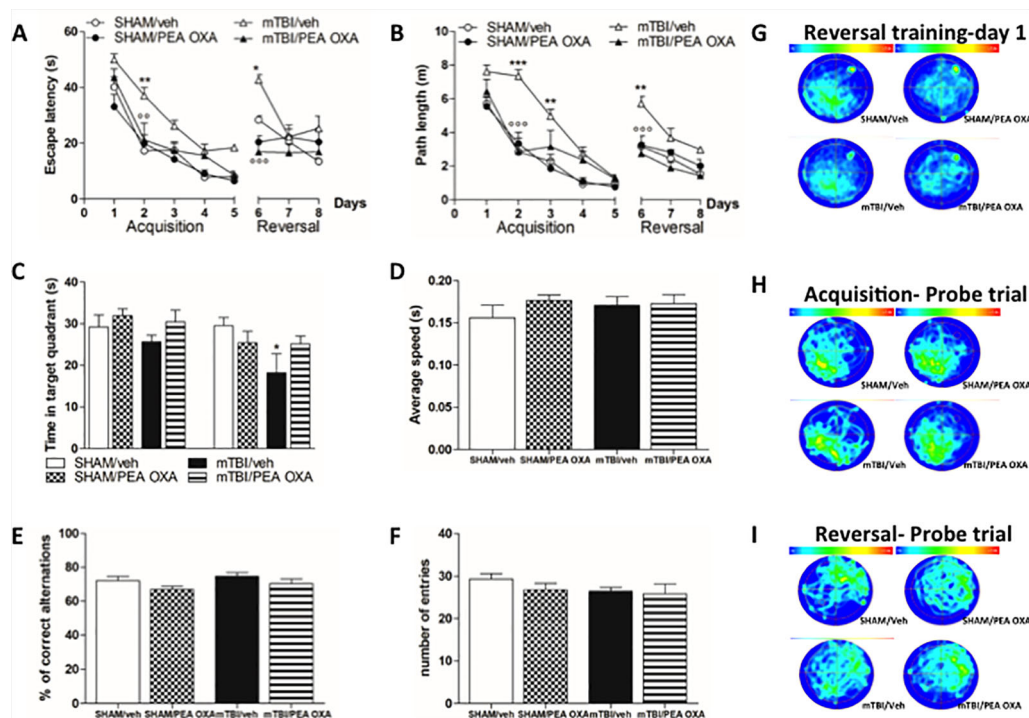 A
SHAM/veh
SHAM/PEA OXA
mTBI/veh
mTBI/PEA OXA
Escape latency (s)
60
40
20
0
**
°°
*
°°°
0 1 2 3 4 5 6 7 8 Days
Acquisition Reversal
B
SHAM/veh
SHAM/PEA OXA
mTBI/veh
mTBI/PEA OXA
Path length (m)
10
8
6
4
2
0
***
**
°°°
**
°°°
0 1 2 3 4 5 6 7 8 Days
Acquisition Reversal
G Reversal training-day 1
SHAM/Veh
SHAM/PEA OXA
mTBI/Veh
mTBI/PEA OXA
C
Time in target quadrant (s)
40
30
20
10
0
*
SHAM/veh
SHAM/PEA OXA
mTBI/veh
mTBI/PEA OXA
D
Average speed (s)
0.20
0.15
0.10
0.05
0.00
SHAM/veh SHAM/PEA OXA mTBI/veh mTBI/PEA OXA
H Acquisition- Probe trial
SHAM/Veh
SHAM/PEA OXA
mTBI/Veh
mTBI/PEA OXA
E
% of correct alternations
100
80
60
40
20
0
SHAM/veh SHAM/PEA OXA mTBI/veh mTBI/PEA OXA
F
number of entries
40
30
20
10
0
SHAM/veh SHAM/PEA OXA mTBI/veh mTBI/PEA OXA
I Reversal- Probe trial
SHAM/Veh
SHAM/PEA OXA
mTBI/Veh
mTBI/PEA OXA